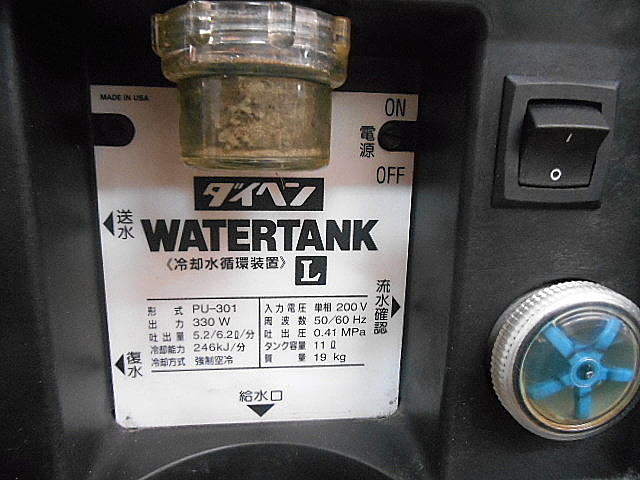 MADE IN USA
ON
電源
OFF
ダイヘン
送水
WATERTANK
《冷却水循環装置》 L
流水確認
形式 PU-301
出力 330 W
吐出量 5.2/6.2ℓ/分
冷却能力 246kJ/分
冷却方式 強制空冷
入力電圧 単相 200 V
周波数 50/60 Hz
吐出圧 0.41 MPa
タンク容量 11ℓ
質量 19 kg
復水
給水口